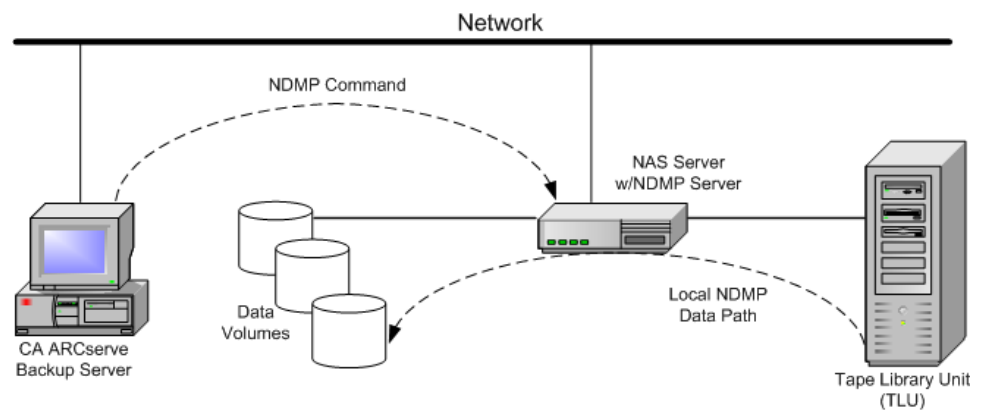 Network
NDMP Command
NAS Server
w/NDMP Server
Data
Volumes
Local NDMP
Data Path
CA ARCserve
Backup Server
Tape Library Unit
(TLU)